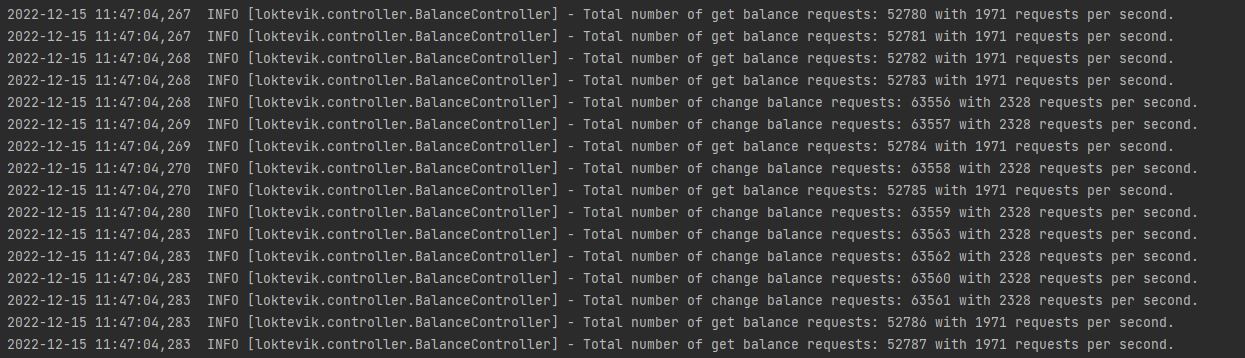 2022-12-15 11:47:04,267  INFO [loktevik.controller.BalanceController] - Total number of get balance requests: 52780 with 1971 requests per second.
2022-12-15 11:47:04,267  INFO [loktevik.controller.BalanceController] - Total number of get balance requests: 52781 with 1971 requests per second.
2022-12-15 11:47:04,268  INFO [loktevik.controller.BalanceController] - Total number of get balance requests: 52782 with 1971 requests per second.
2022-12-15 11:47:04,268  INFO [loktevik.controller.BalanceController] - Total number of get balance requests: 52783 with 1971 requests per second.
2022-12-15 11:47:04,268  INFO [loktevik.controller.BalanceController] - Total number of change balance requests: 63556 with 2328 requests per second.
2022-12-15 11:47:04,269  INFO [loktevik.controller.BalanceController] - Total number of change balance requests: 63557 with 2328 requests per second.
2022-12-15 11:47:04,269  INFO [loktevik.controller.BalanceController] - Total number of get balance requests: 52784 with 1971 requests per second.
2022-12-15 11:47:04,270  INFO [loktevik.controller.BalanceController] - Total number of change balance requests: 63558 with 2328 requests per second.
2022-12-15 11:47:04,270  INFO [loktevik.controller.BalanceController] - Total number of get balance requests: 52785 with 1971 requests per second.
2022-12-15 11:47:04,280  INFO [loktevik.controller.BalanceController] - Total number of change balance requests: 63559 with 2328 requests per second.
2022-12-15 11:47:04,283  INFO [loktevik.controller.BalanceController] - Total number of change balance requests: 63563 with 2328 requests per second.
2022-12-15 11:47:04,283  INFO [loktevik.controller.BalanceController] - Total number of change balance requests: 63562 with 2328 requests per second.
2022-12-15 11:47:04,283  INFO [loktevik.controller.BalanceController] - Total number of change balance requests: 63560 with 2328 requests per second.
2022-12-15 11:47:04,283  INFO [loktevik.controller.BalanceController] - Total number of change balance requests: 63561 with 2328 requests per second.
2022-12-15 11:47:04,283  INFO [loktevik.controller.BalanceController] - Total number of get balance requests: 52786 with 1971 requests per second.
2022-12-15 11:47:04,283  INFO [loktevik.controller.BalanceController] - Total number of get balance requests: 52787 with 1971 requests per second.